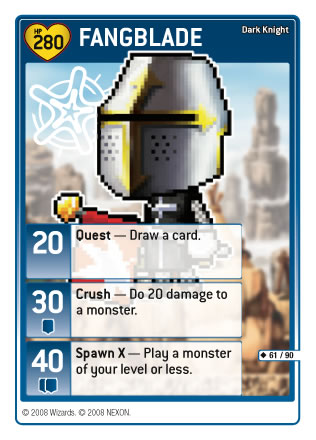 HP
280
FANGBLADE
Dark Knight
20
Quest — Draw a card.
30
Crush — Do 20 damage to
a monster.
40
Spawn X — Play a monster
of your level or less.
◆ 61 / 90
© 2008 Wizards. © 2008 NEXON.